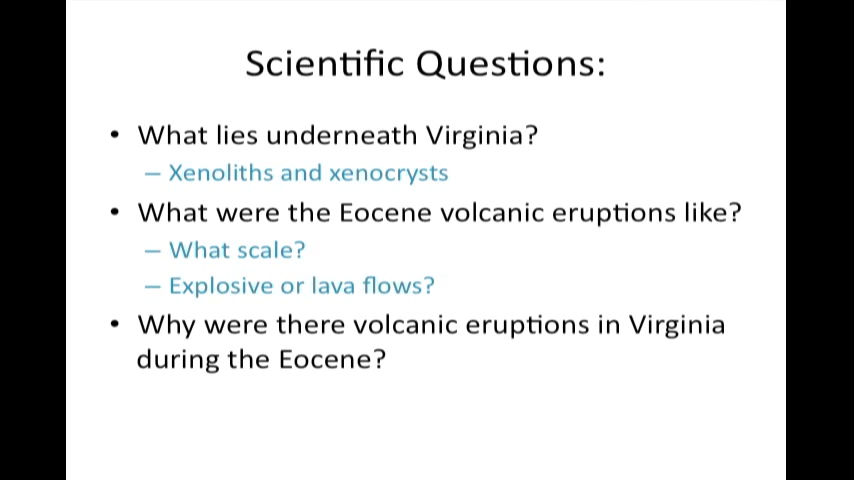 Scientific Questions:
• What lies underneath Virginia?
– Xenoliths and xenocrysts
• What were the Eocene volcanic eruptions like?
– What scale?
– Explosive or lava flows?
• Why were there volcanic eruptions in Virginia
during the Eocene?